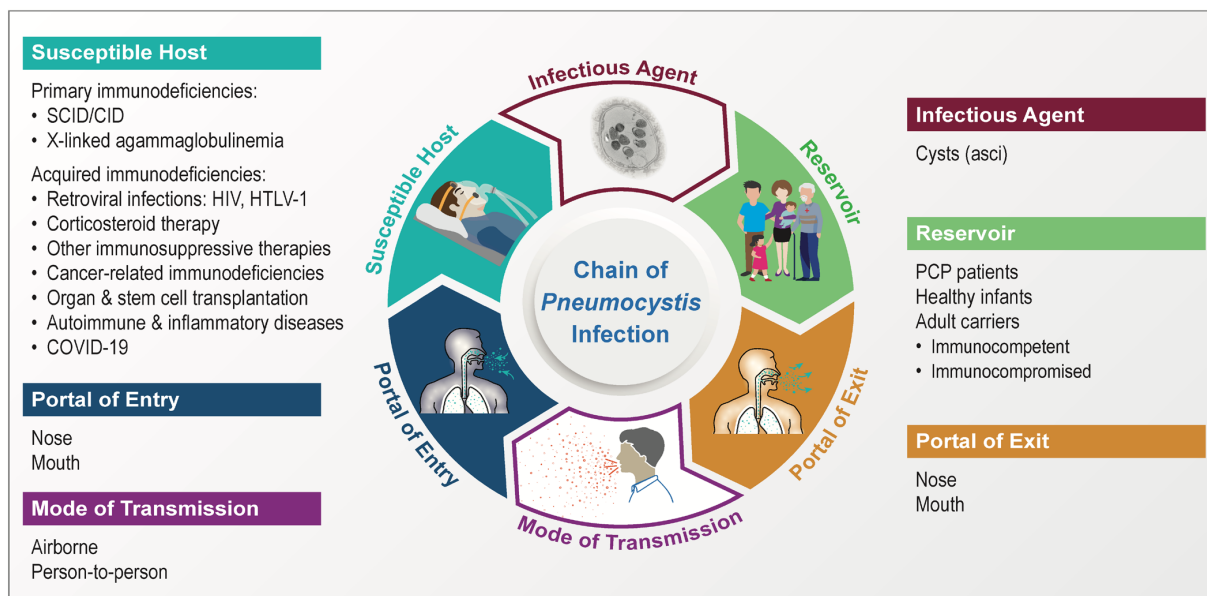 Susceptible Host
Primary immunodeficiencies:
• SCID/CID
• X-linked agammaglobulinemia
Acquired immunodeficiencies:
• Retroviral infections: HIV, HTLV-1
• Corticosteroid therapy
• Other immunosuppressive therapies
• Cancer-related immunodeficiencies
• Organ & stem cell transplantation
• Autoimmune & inflammatory diseases
• COVID-19
Portal of Entry
Nose
Mouth
Mode of Transmission
Airborne
Person-to-person
Infectious Agent
Reservoir
Portal of Exit
Mode of Transmission
Portal of Entry
Susceptible Host
Chain of
Pneumocystis
Infection
Infectious Agent
Cysts (asci)
Reservoir
PCP patients
Healthy infants
Adult carriers
• Immunocompetent
• Immunocompromised
Portal of Exit
Nose
Mouth